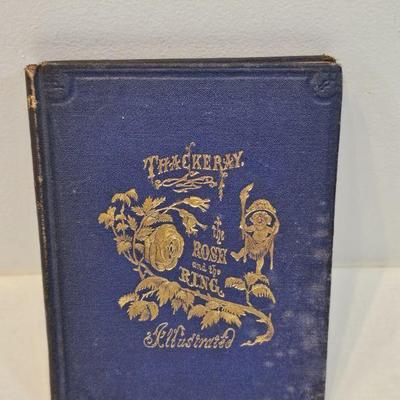 THACKERAY.
the
ROSE
and the
RING.
Illustrated